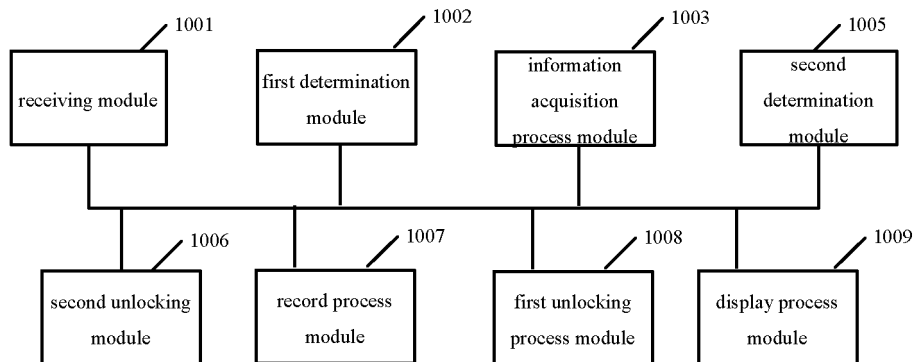 1001
1002
1003
1005
receiving module
first determination
module
information
acquisition
process module
second
determination
module
1006
1007
1008
1009
second unlocking
module
record process
module
first unlocking
process module
display process
module